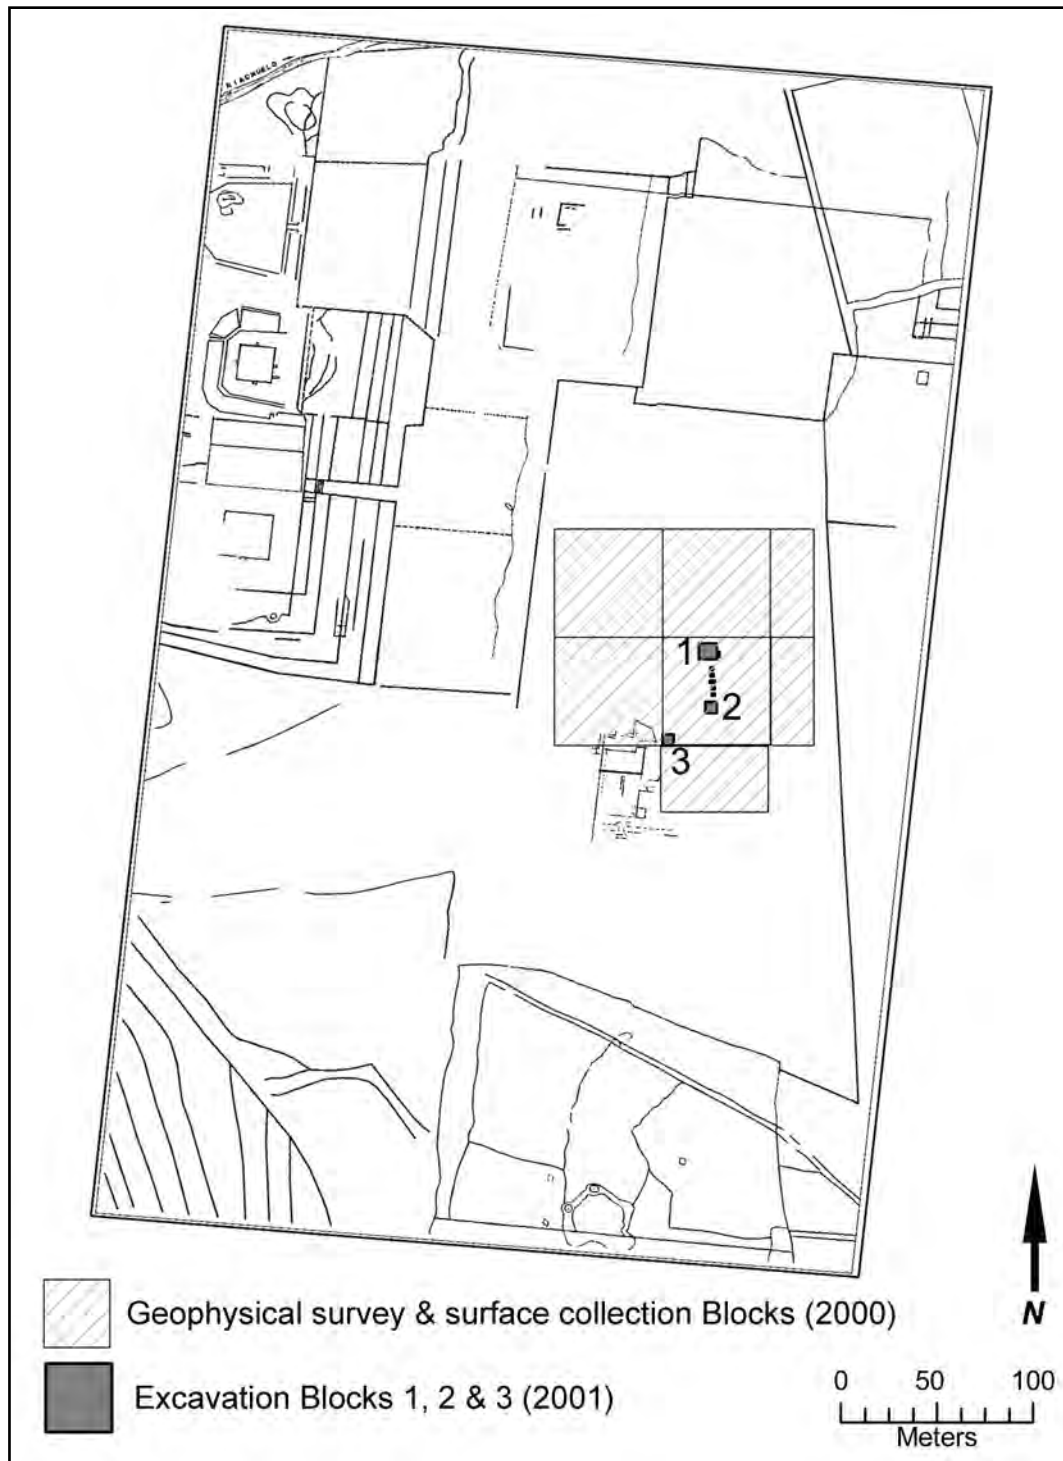 RIACHUELO
1
2
3
Geophysical survey & surface collection Blocks (2000)
Excavation Blocks 1, 2 & 3 (2001)
N
0 50 100
Meters